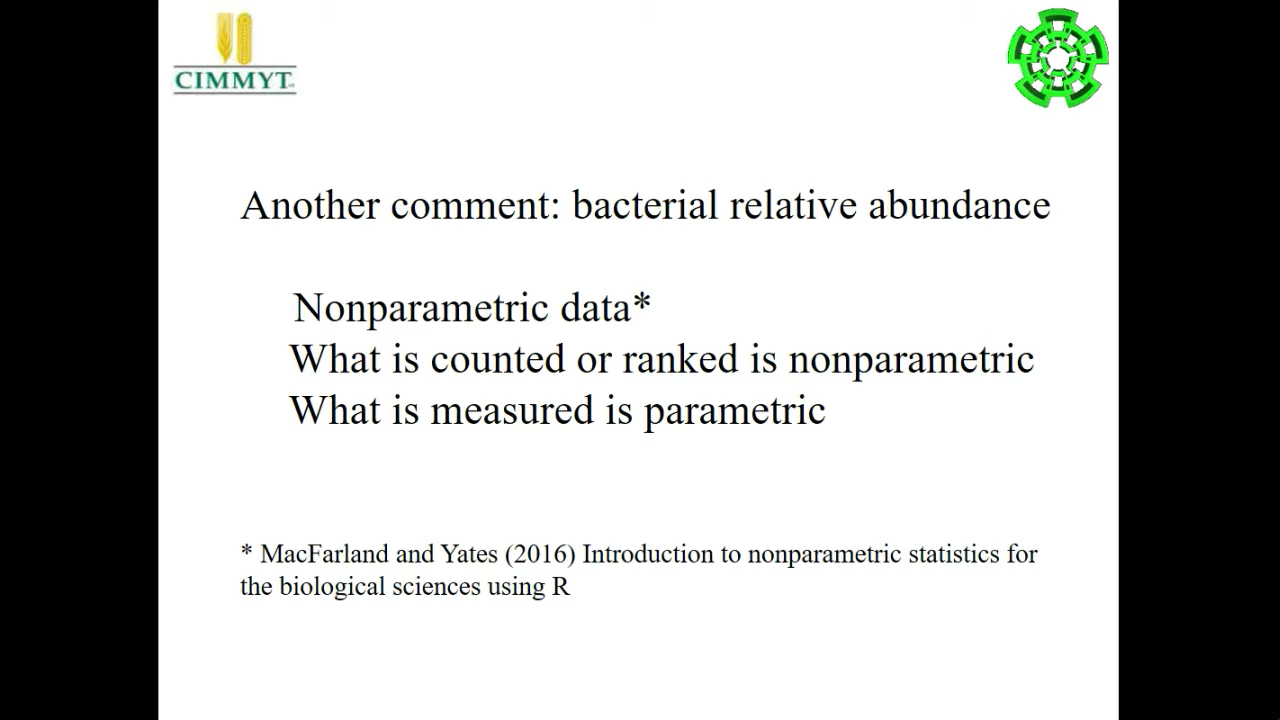 CIMMYT
Another comment: bacterial relative abundance
Nonparametric data*
What is counted or ranked is nonparametric
What is measured is parametric
* MacFarland and Yates (2016) Introduction to nonparametric statistics for
the biological sciences using R